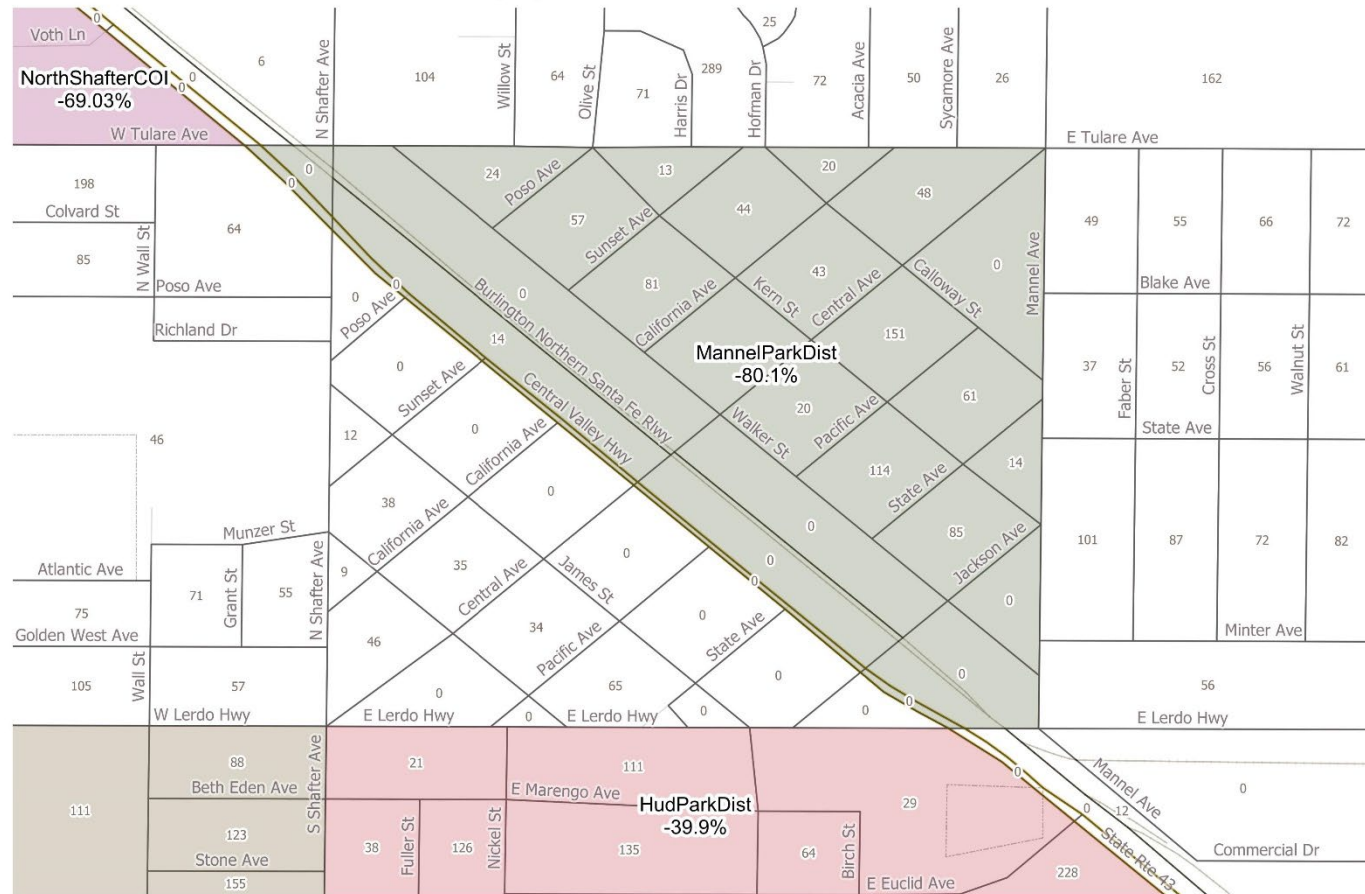 0
25
Voth Ln
6
N Shafter Ave
104
Willow St
64
Olive St
71
Harris Dr
289
Hofman Dr
72
Acacia Ave
50
Sycamore Ave
26
162
NorthShafterCOI
-69.03%
0
0
W Tulare Ave
E Tulare Ave
198
Colvard St
85
N Wall St
64
Poso Ave
Richland Dr
0
0
24
Poso Ave
13
20
48
57
Sunset Ave
44
81
California Ave
Kern St
43
Central Ave
Calloway St
0
Mannel Ave
49
55
66
72
Blake Ave
0
0
Poso Ave
0
Burlington Northern Santa Fe Rlwy
14
151
MannelParkDist
-80.1%
37
Faber St
52
Cross St
56
Walnut St
61
State Ave
0
Sunset Ave
Central Valley Hwy
Walker St
20
Pacific Ave
61
46
12
0
California Ave
114
State Ave
14
38
California Ave
0
0
85
Jackson Ave
101
87
72
82
Munzer St
Atlantic Ave
71
Grant St
55
N Shafter Ave
9
35
Central Ave
James St
0
0
0
0
75
Golden West Ave
Minter Ave
46
34
Pacific Ave
0
State Ave
105
Wall St
57
0
65
0
0
0
56
W Lerdo Hwy
E Lerdo Hwy
0
E Lerdo Hwy
0
0
0
E Lerdo Hwy
88
Beth Eden Ave
S Shafter Ave
21
111
E Marengo Ave
HudParkDist
-39.9%
29
0
Mannel Ave
0
111
123
Stone Ave
155
38
Fuller St
126
Nickel St
135
64
Birch St
0
12
State Rte 43
Commercial Dr
E Euclid Ave
228